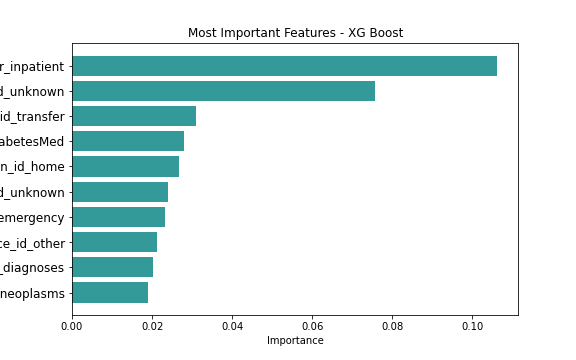 Most Important Features - XG Boost
r_inpatient
d_unknown
id_transfer
abetesMed
n_id_home
d_unknown
emergency
ce_id_other
_diagnoses
neoplasms
0.00 0.02 0.04 0.06 0.08 0.10
Importance